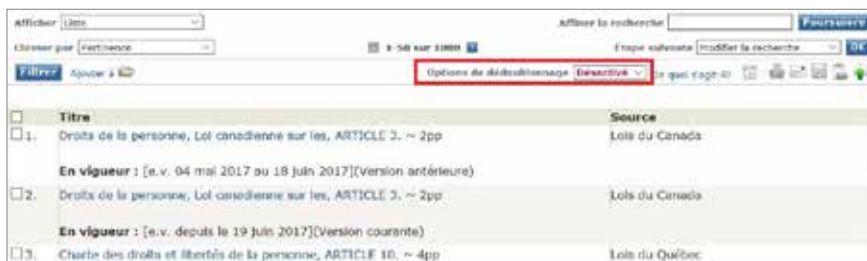 Afficher Liste Affiner la recherche Poursuivre
Classer par Pertinence 1-50 sur 1000 Étape suivante Modifier la recherche OK
Filtrer Ajouter à Options de dédoublonnage Désactivé ce quoi s'agit-il?
Titre Source
1. Droits de la personne, Loi canadienne sur les, ARTICLE 3. ~ 2pp Lois du Canada
En vigueur : [e.v. 04 mai 2017 au 18 juin 2017](Version antérieure)
2. Droits de la personne, Loi canadienne sur les, ARTICLE 3. ~ 2pp Lois du Canada
En vigueur : [e.v. depuis le 19 juin 2017](Version courante)
3. Charte des droits et libertés de la personne, ARTICLE 10. ~ 4pp Lois du Québec